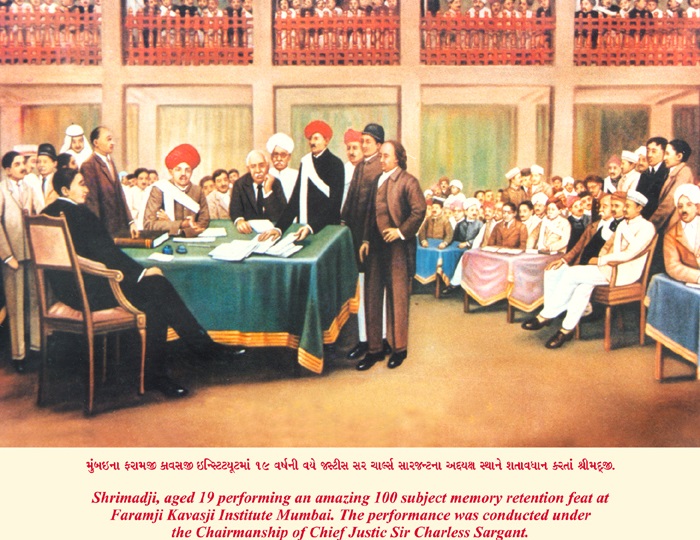 મુંબઇના ફરામજી કાવસજી ઇન્સ્ટિટયૂટમાં ૧૯ વર્ષની વયે જસ્ટીસ સર ચાર્લ્સ સારજન્ટના અધ્યક્ષ સ્થાને શતાવધાન કરતાં શ્રીમદ્‌જી.
Shrimadji, aged 19 performing an amazing 100 subject memory retention feat at
Faramji Kavasji Institute Mumbai. The performance was conducted under
the Chairmanship of Chief Justic Sir Charless Sargant.